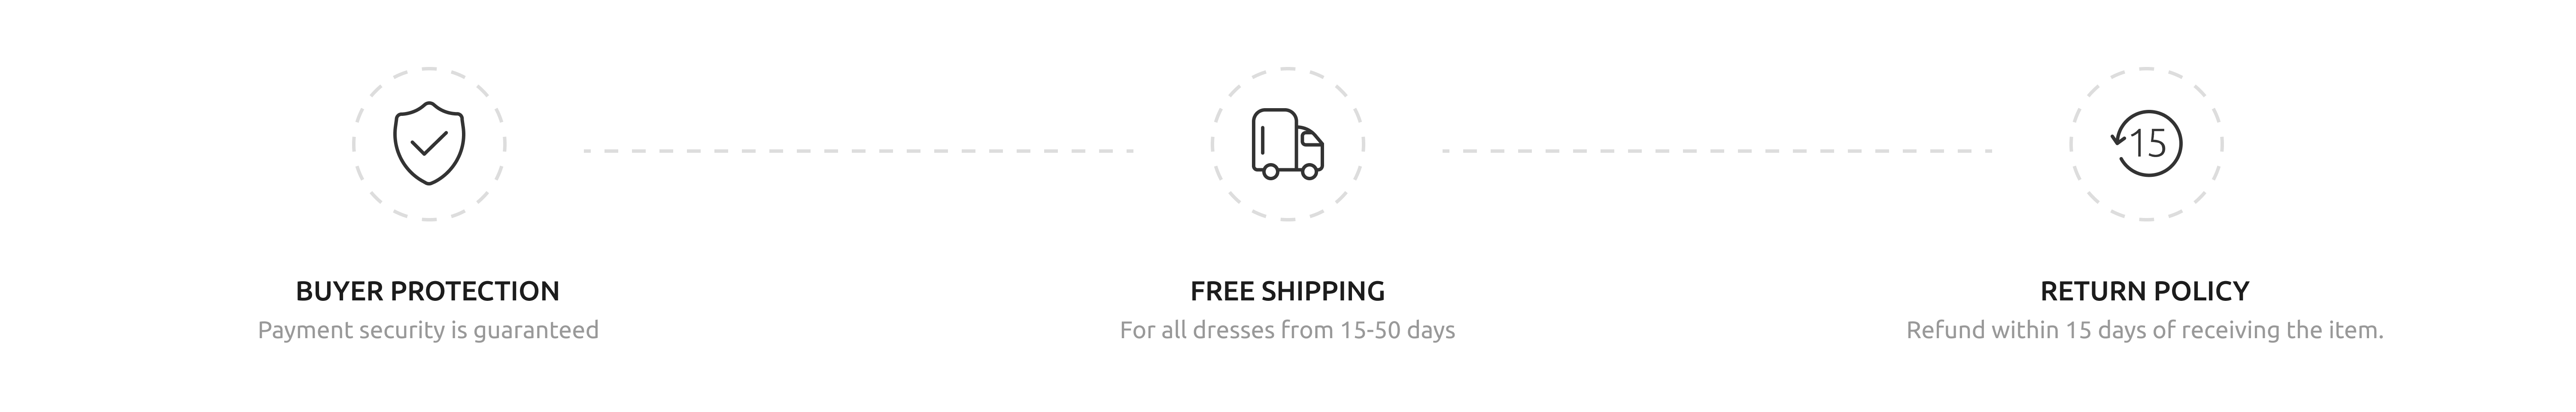 15
BUYER PROTECTION
Payment security is guaranteed
FREE SHIPPING
For all dresses from 15-50 days
RETURN POLICY
Refund within 15 days of receiving the item.